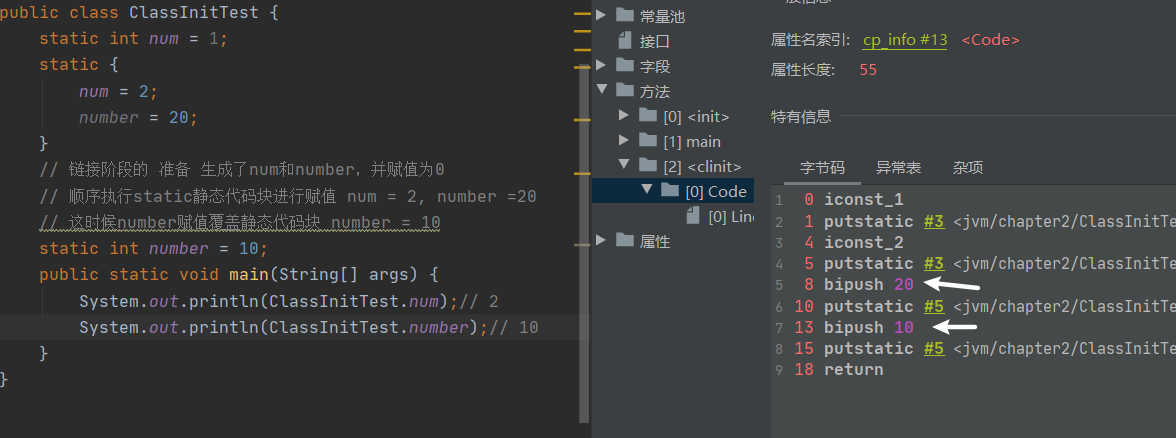 public class ClassInitTest {
static int num = 1;
static {
num = 2;
number = 20;
}
// 链接阶段的 准备 生成了num和number，并赋值为0
// 顺序执行static静态代码块进行赋值 num = 2, number =20
// 这时候number赋值覆盖静态代码块 number = 10
static int number = 10;
public static void main(String[] args) {
System.out.println(ClassInitTest.num);// 2
System.out.println(ClassInitTest.number);// 10
}
}
常量池
接口
字段
方法
[0] <init>
[1] main
[2] <clinit>
[0] Code
[0] Line
属性
属性名索引: cp_info #13 <Code>
属性长度: 55
特有信息
字节码 异常表 杂项
1 0 iconst_1
2 1 putstatic #3 <jvm/chapter2/ClassInitTe
3 4 iconst_2
4 5 putstatic #3 <jvm/chapter2/ClassInitTe
5 8 bipush 20
6 10 putstatic #5 <jvm/chapter2/ClassInitTe
7 13 bipush 10
8 15 putstatic #5 <jvm/chapter2/ClassInitTe
9 18 return